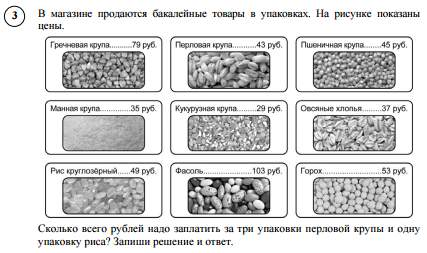 3
В магазине продаются бакалейные товары в упаковках. На рисунке показаны
цены.
Гречневая крупа..........79 руб.
Перловая крупа...........43 руб.
Пшеничная крупа..........45 руб.
Манная крупа...............35 руб.
Кукурузная крупа.........29 руб.
Овсяные хлопья...........37 руб.
Рис круглозёрный.......49 руб.
Фасоль........................103 руб.
Горох.............................53 руб.
Сколько всего рублей надо заплатить за три упаковки перловой крупы и одну
упаковку риса? Запиши решение и ответ.